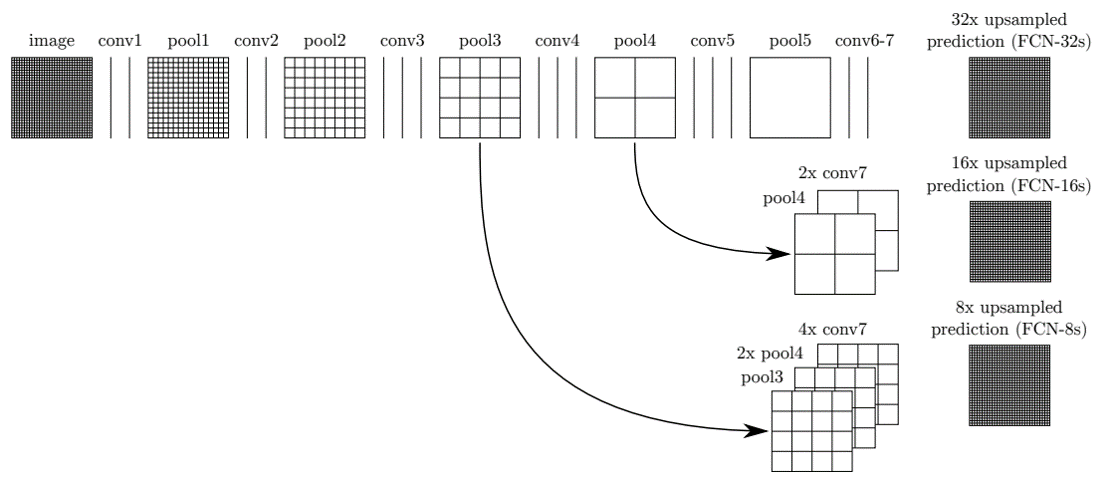 image conv1 pool1 conv2 pool2 conv3 pool3 conv4 pool4 conv5 pool5 conv6-7
32x upsampled
prediction (FCN-32s)
16x upsampled
prediction (FCN-16s)
2x conv7
pool4
8x upsampled
prediction (FCN-8s)
4x conv7
2x pool4
pool3